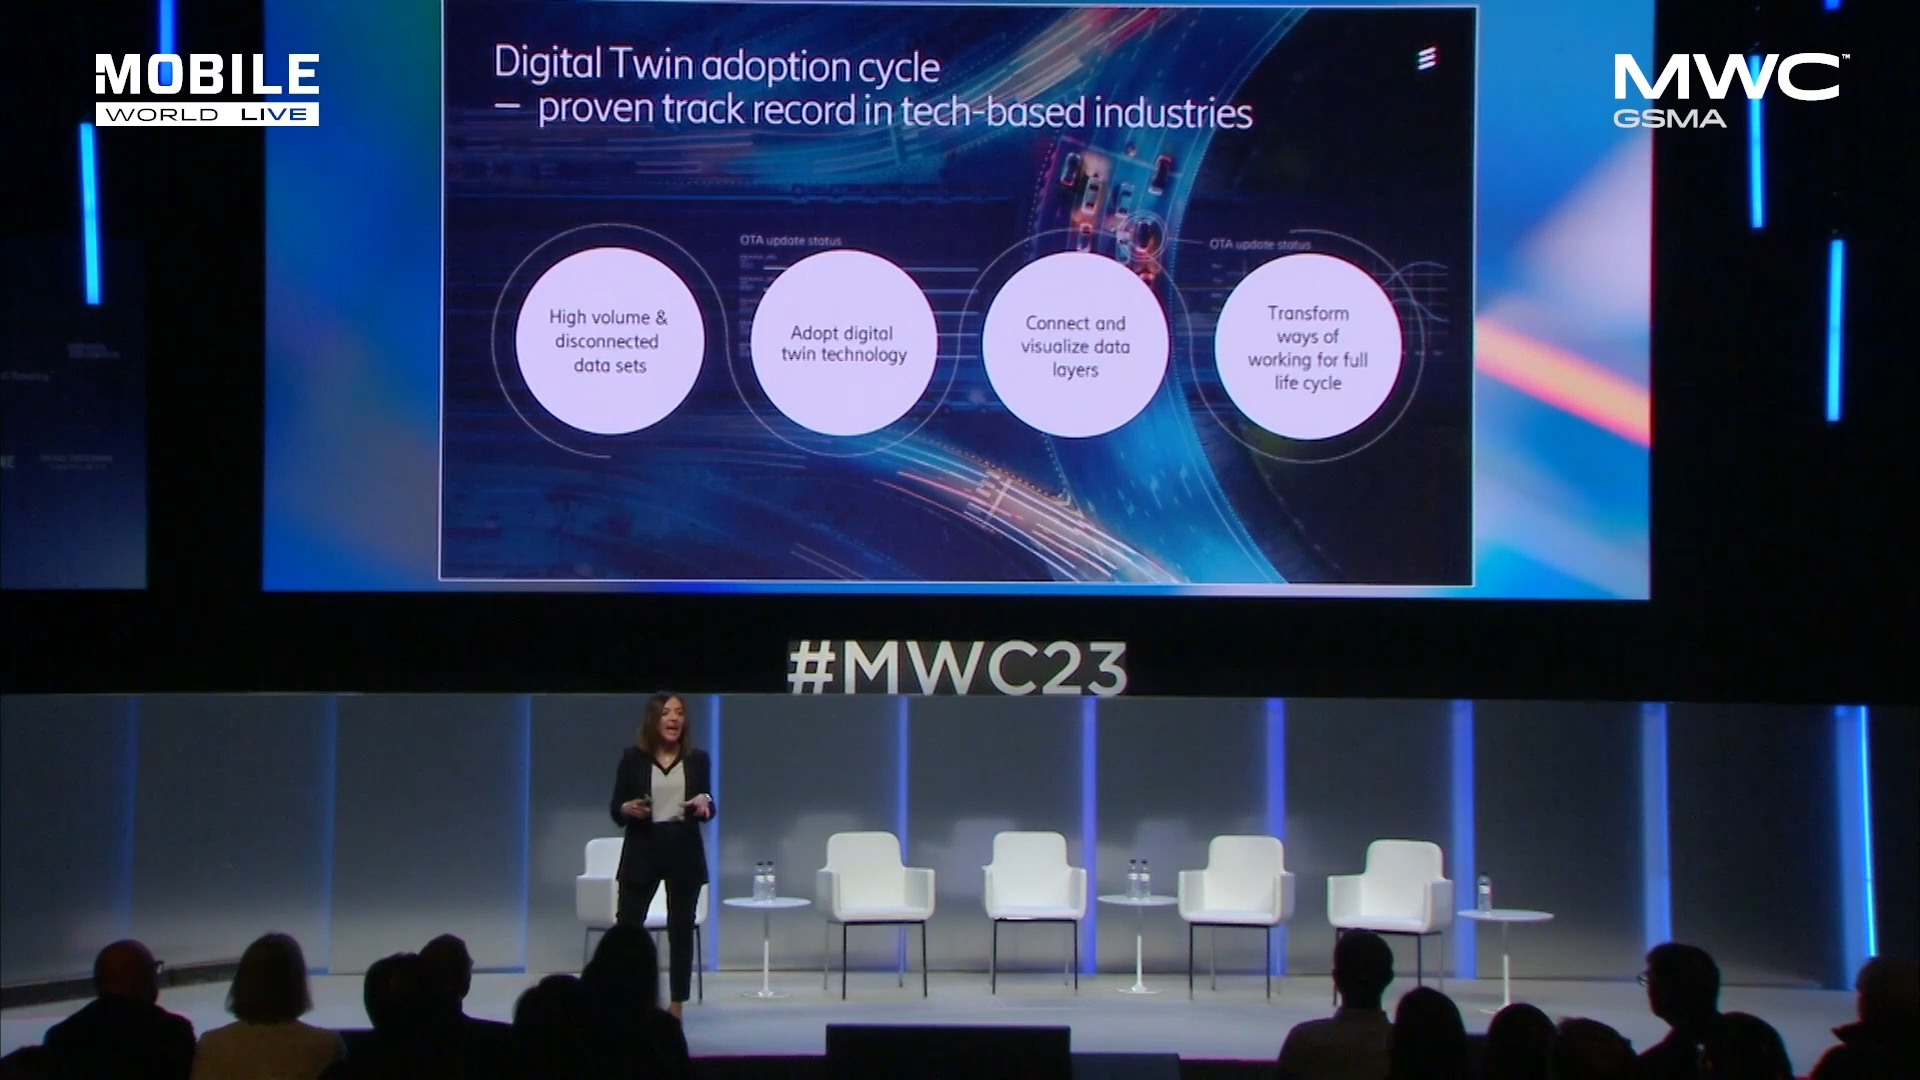 MOBILE
WORLD LIVE
MWC™
GSMA
Digital Twin adoption cycle
– proven track record in tech-based industries
OTA update status
OTA update status
High volume &
disconnected
data sets
Adopt digital
twin technology
Connect and
visualize data
layers
Transform
ways of
working for full
life cycle
#MWC23